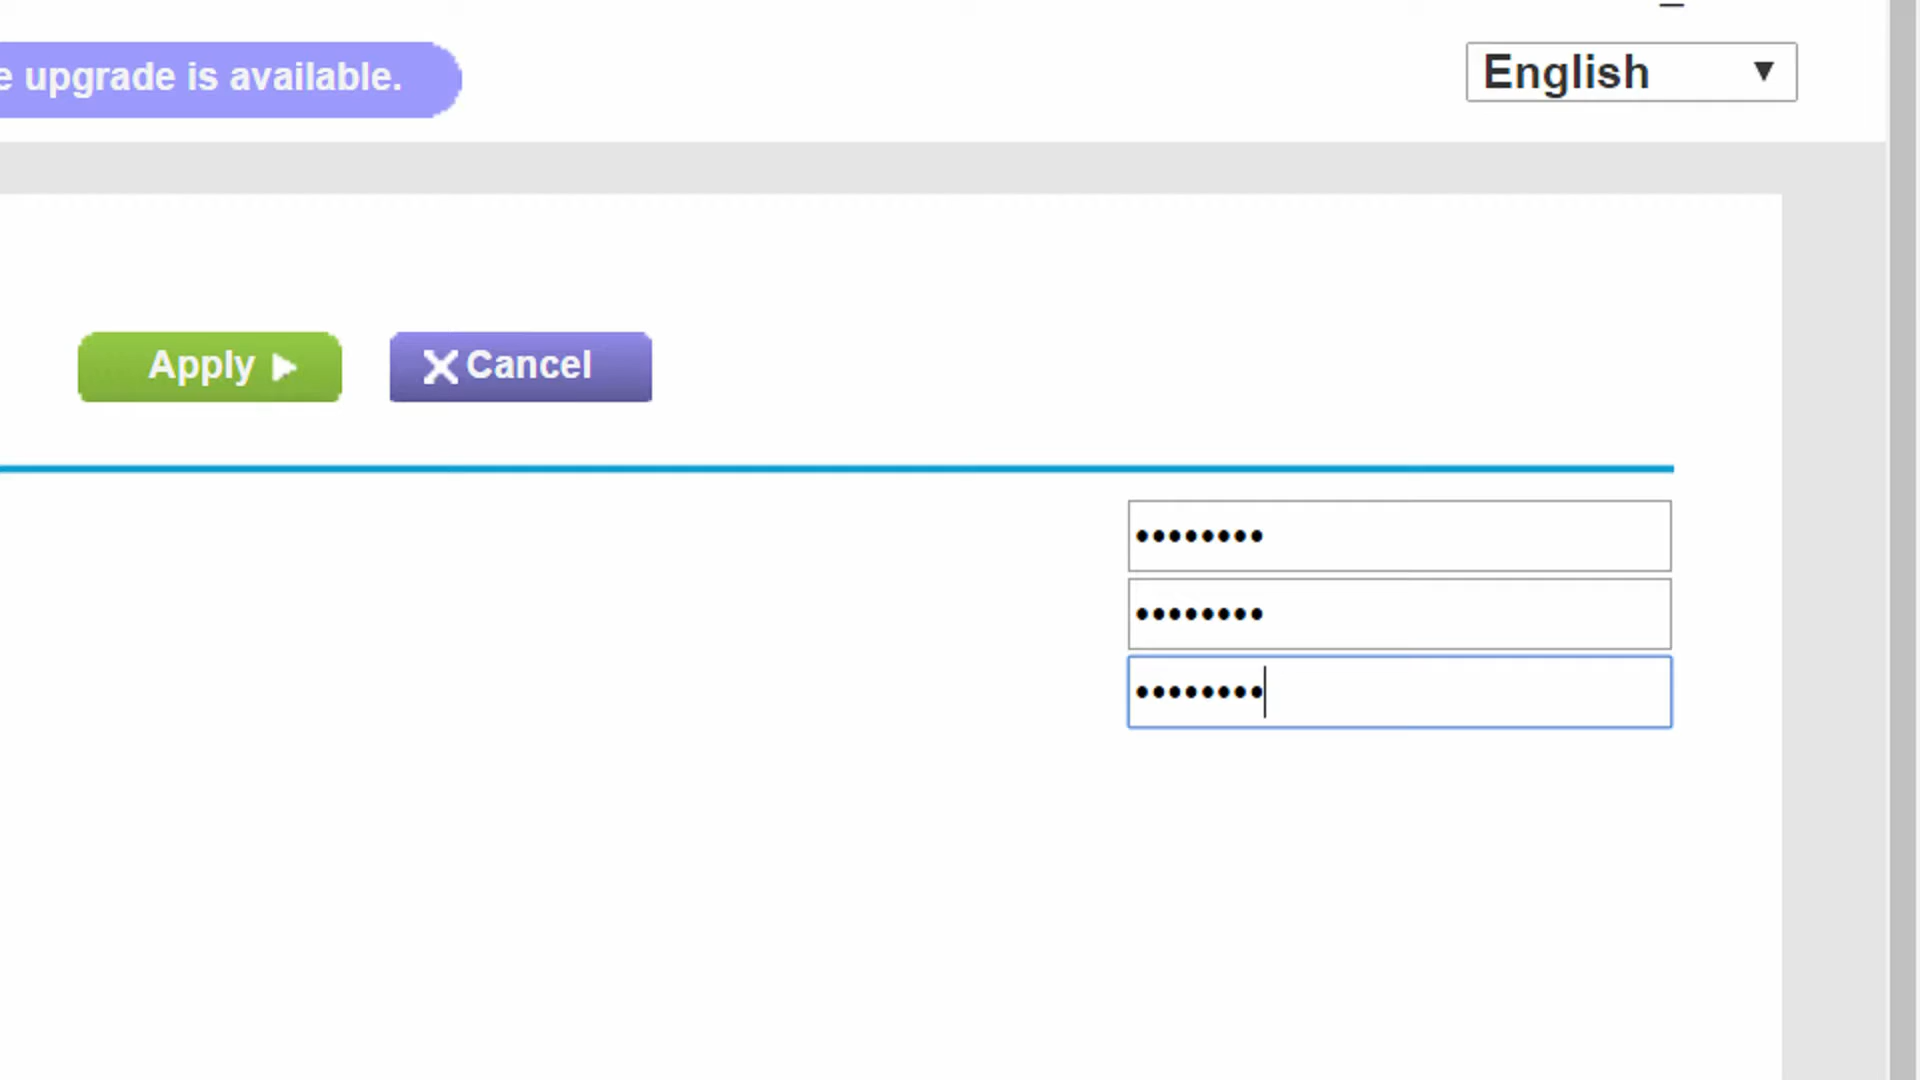 e upgrade is available.
English
Apply
Cancel
••••••••
••••••••
••••••••